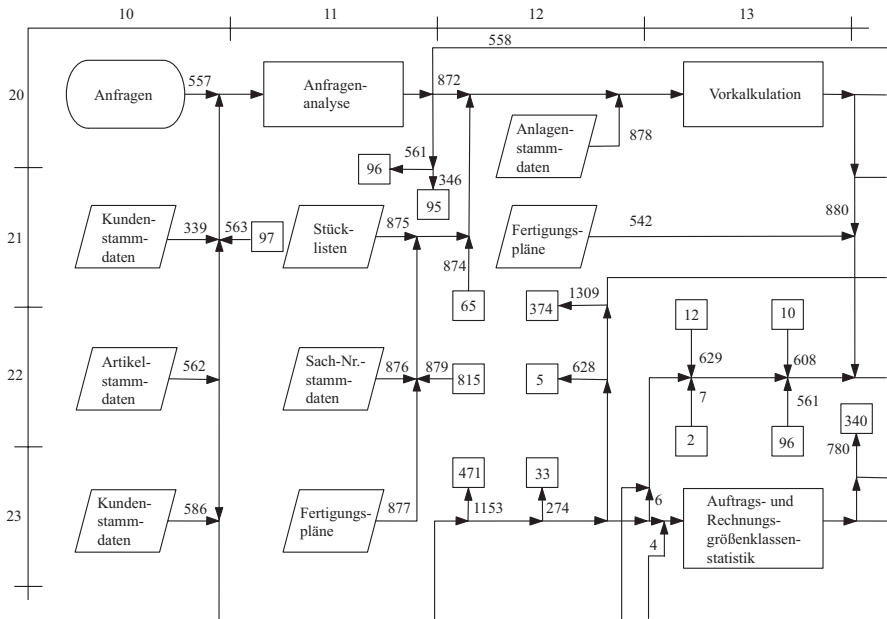 10 11 12 13
558
20
557
872
Anfragen
Anfragen-
analyse
Vorkalkulation
Anlagen-
stamm-
daten
878
96
561
346
95
21
Kunden-
stamm-
daten
339
563
97
Stück-
listen
875
874
65
Fertigungs-
pläne
542
880
374
1309
12
10
22
Artikel-
stamm-
daten
562
Sach-Nr.-
stamm-
daten
876
879
815
5
628
629
608
7
561
2
96
340
780
23
Kunden-
stamm-
daten
586
Fertigungs-
pläne
877
471
1153
33
274
6
4
Auftrags- und
Rechnungs-
größenklassen-
statistik